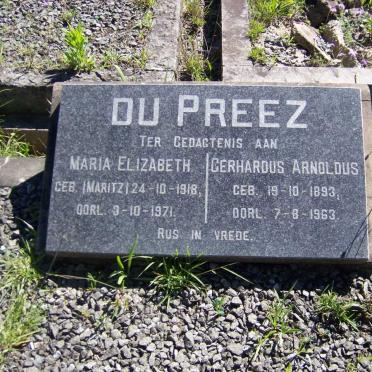 DU PREEZ
TER GEDAGTENIS AAN
MARIA ELIZABETH
GEB. (MARITZ) 24-10-1918,
OORL. 3-10-1971.
GERHARDUS ARNOLDUS
GEB. 19-10-1893,
OORL. 7-8-1963.
RUS IN VREDE.